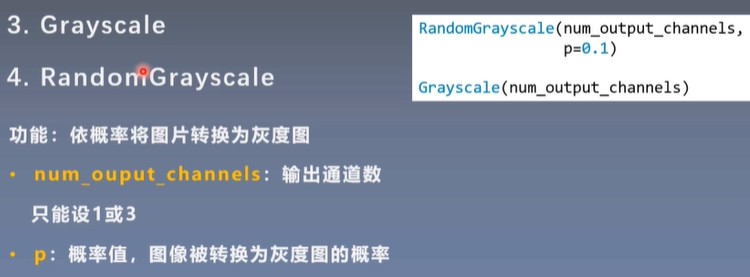 3. Grayscale
4. RandomGrayscale
功能：依概率将图片转换为灰度图
• num_ouput_channels：输出通道数
只能设1或3
• p：概率值，图像被转换为灰度图的概率
RandomGrayscale(num_output_channels,
p=0.1)
Grayscale(num_output_channels)